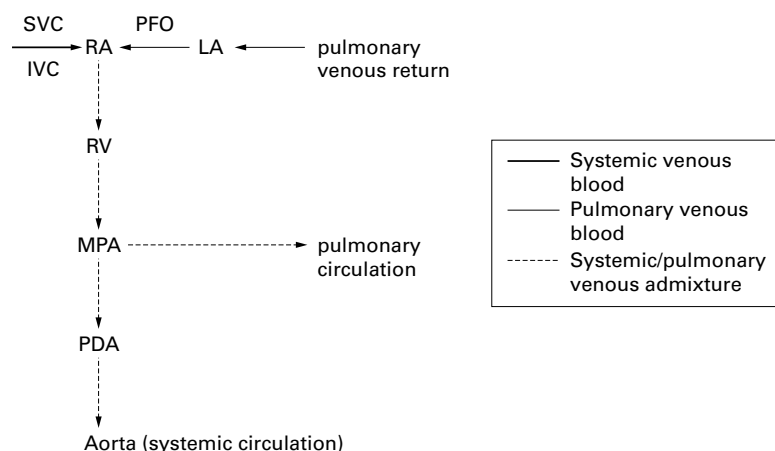 SVC
PFO
RA
LA
pulmonary
venous return
IVC
RV
MPA
pulmonary
circulation
PDA
Aorta (systemic circulation)
Systemic venous
blood
Pulmonary venous
blood
Systemic/pulmonary
venous admixture